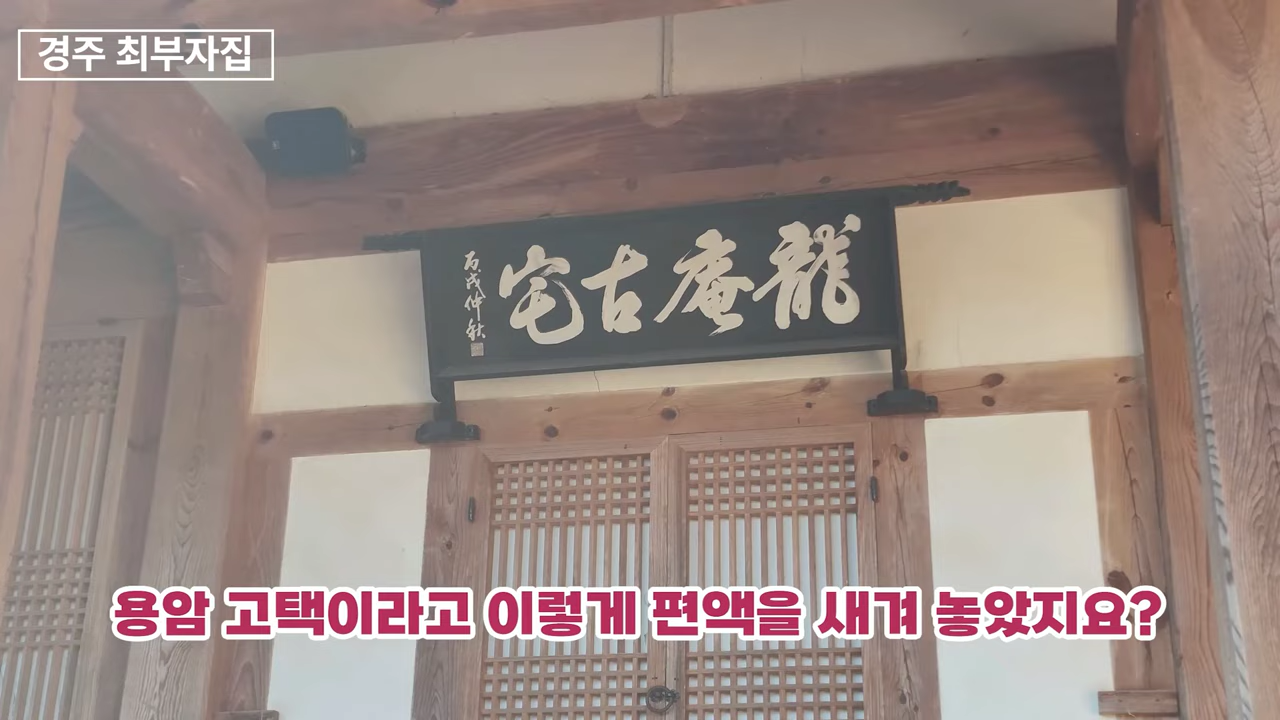 경주 최부자집
龍庵古宅
丙戌仲秋
용암 고택이라고 이렇게 편액을 새겨 놓았지요?